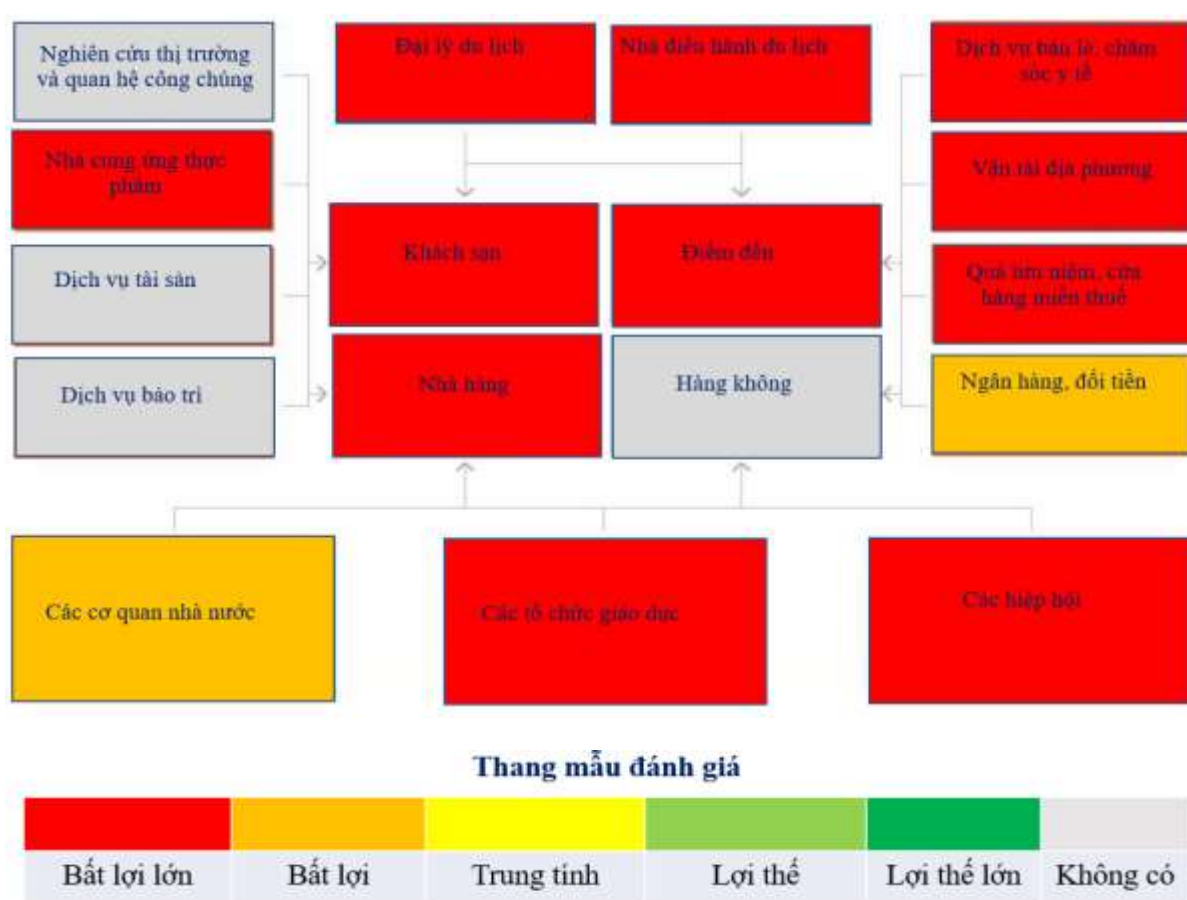 Nghiên cứu thị trường
và quan hệ công chúng
Đại lý du lịch
Nhà điều hành du lịch
Dịch vụ bán lẻ, chăm
sóc y tế
Nhà cung ứng thực
phẩm
Vận tải địa phương
Khách sạn
Điểm đến
Dịch vụ tài sản
Quà lưu niệm, cửa
hàng miễn thuế
Nhà hàng
Hàng không
Dịch vụ bảo trì
Ngân hàng, đổi tiền
Các cơ quan nhà nước
Các tổ chức giáo dục
Các hiệp hội
Thang mẫu đánh giá
Bất lợi lớn
Bất lợi
Trung tính
Lợi thế
Lợi thế lớn
Không có